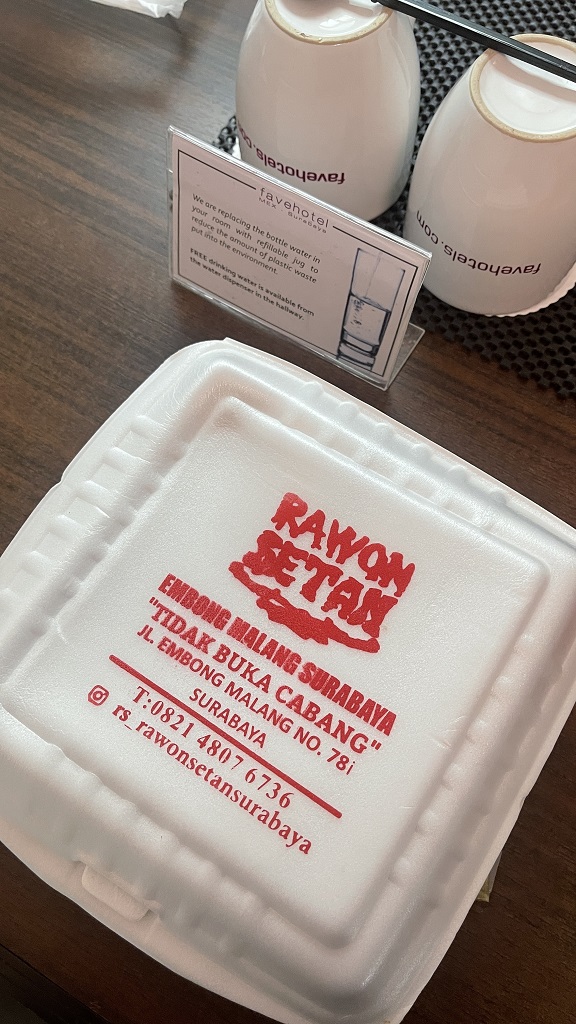 favehotels.com
favehotels.com
favehotel
MEX - Surabaya
We are replacing the bottle water in
your room with refillable jug to
reduce the amount of plastic waste
put into the environment.
FREE drinking water is available from
the water dispenser in the hallway.
RAWON
SETAN
EMBONG MALANG SURABAYA
"TIDAK BUKA CABANG"
JL. EMBONG MALANG NO. 78i
SURABAYA
T:0821 4807 6736
rs_rawonsetansurabaya